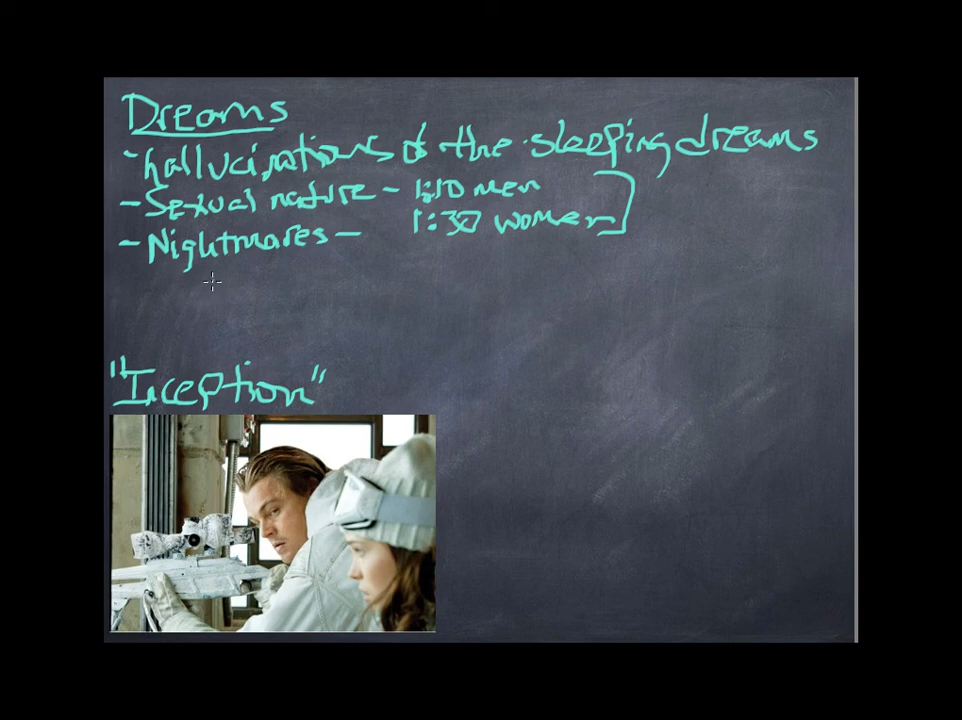 Dreams
- hallucinations of the sleeping dreams
- Sexual nature - 1:10 men
1:30 women
- Nightmares -
"Inception"